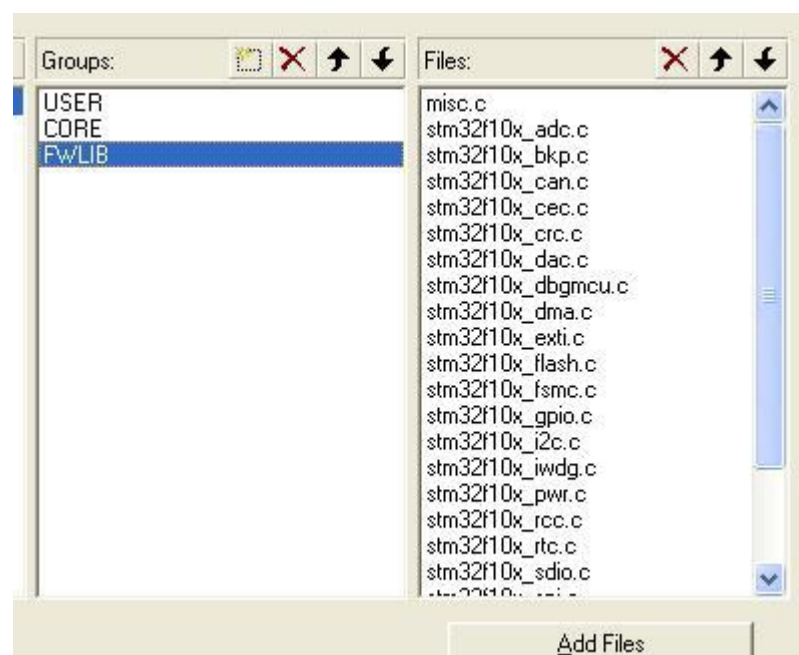 Groups:
USER
CORE
FWLIB
Files:
misc.c
stm32f10x_adc.c
stm32f10x_bkp.c
stm32f10x_can.c
stm32f10x_cec.c
stm32f10x_crc.c
stm32f10x_dac.c
stm32f10x_dbgmcu.c
stm32f10x_dma.c
stm32f10x_exti.c
stm32f10x_flash.c
stm32f10x_fsmc.c
stm32f10x_gpio.c
stm32f10x_i2c.c
stm32f10x_iwdg.c
stm32f10x_pwr.c
stm32f10x_rcc.c
stm32f10x_rtc.c
stm32f10x_sdio.c
Add Files